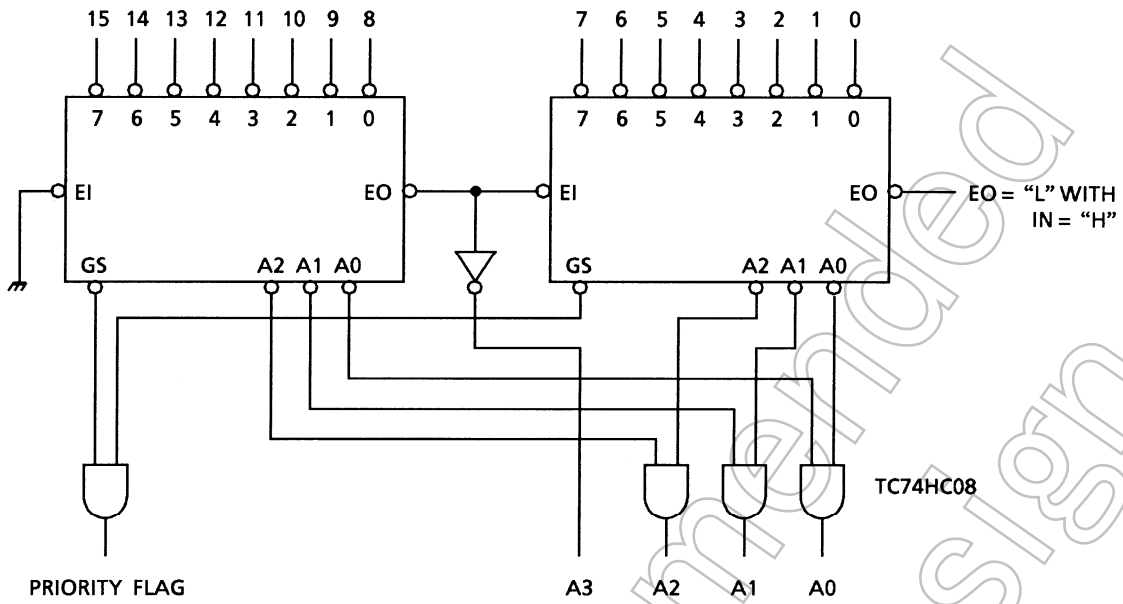 15 14 13 12 11 10 9 8
7 6 5 4 3 2 1 0
7 6 5 4 3 2 1 0
7 6 5 4 3 2 1 0
EI
EO
EI
EO
EO = “L” WITH
IN = “H”
GS
A2 A1 A0
GS
A2 A1 A0
TC74HC08
PRIORITY FLAG
A3
A2
A1
A0
mended
sign